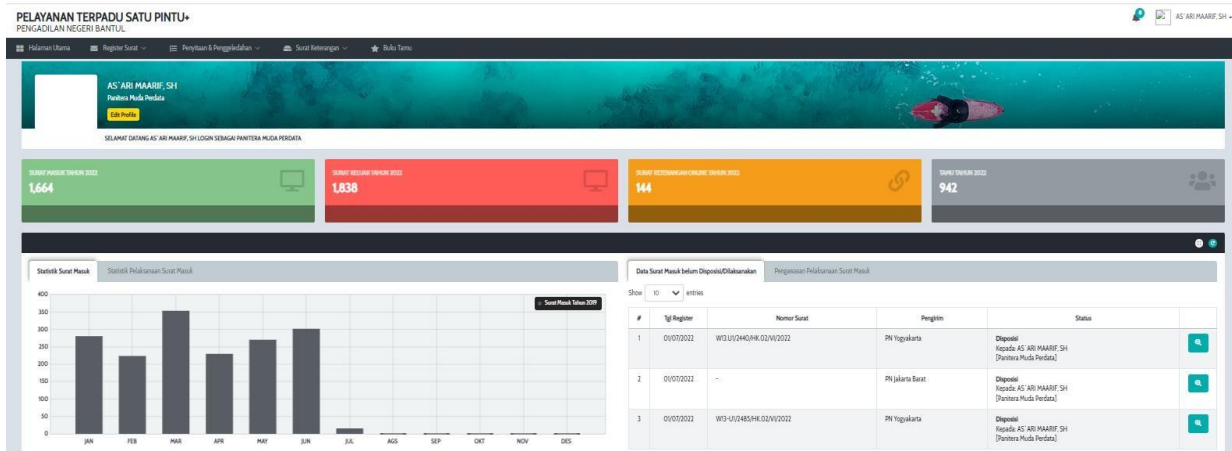 PELAYANAN TERPADU SATU PINTU+
PENGADILAN NEGERI BANTUL
8
AS`ARI MAARIF, SH
Halaman Utama
Register Surat
Penyitaan & Penggeledahan
Surat Keterangan
Buku Tamu
AS`ARI MAARIF, SH
Panitera Muda Perdata
Edit Profile
SELAMAT DATANG AS`ARI MAARIF, SH LOGIN SEBAGAI PANITERA MUDA PERDATA
SURAT MASUK TAHUN 2022
1,664
SURAT KELUAR TAHUN 2022
1,838
SURAT KETERANGAN ONLINE TAHUN 2022
144
TAMU TAHUN 2022
942
Statistik Surat Masuk
Statistik Pelaksanaan Surat Masuk
Surat Masuk Tahun 2019
400
350
300
250
200
150
100
50
0
JAN FEB MAR APR MAY JUN JUL AGS SEP OKT NOV DES
Data Surat Masuk belum Disposisi/Dilaksanakan
Pengawasan Pelaksanaan Surat Masuk
Show 10 entries
# Tgl Register Nomor Surat Pengirim Status
1 01/07/2022 W13.U1/2440/HK.02/VI/2022 PN Yogyakarta Disposisi
Kepada: AS`ARI MAARIF, SH
[Panitera Muda Perdata]
2 01/07/2022 - PN Jakarta Barat Disposisi
Kepada: AS`ARI MAARIF, SH
[Panitera Muda Perdata]
3 01/07/2022 W13-U1/2485/HK.02/VI/2022 PN Yogyakarta Disposisi
Kepada: AS`ARI MAARIF, SH
[Panitera Muda Perdata]